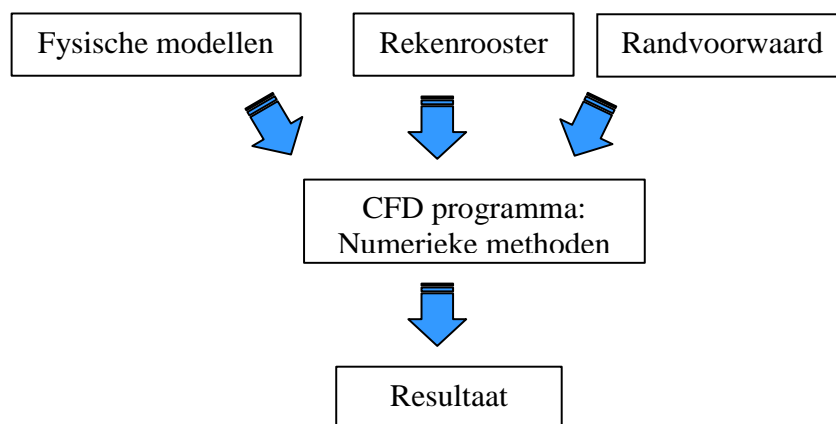 Fysische modellen
Rekenrooster
Randvoorwaard
CFD programma:
Numerieke methoden
Resultaat